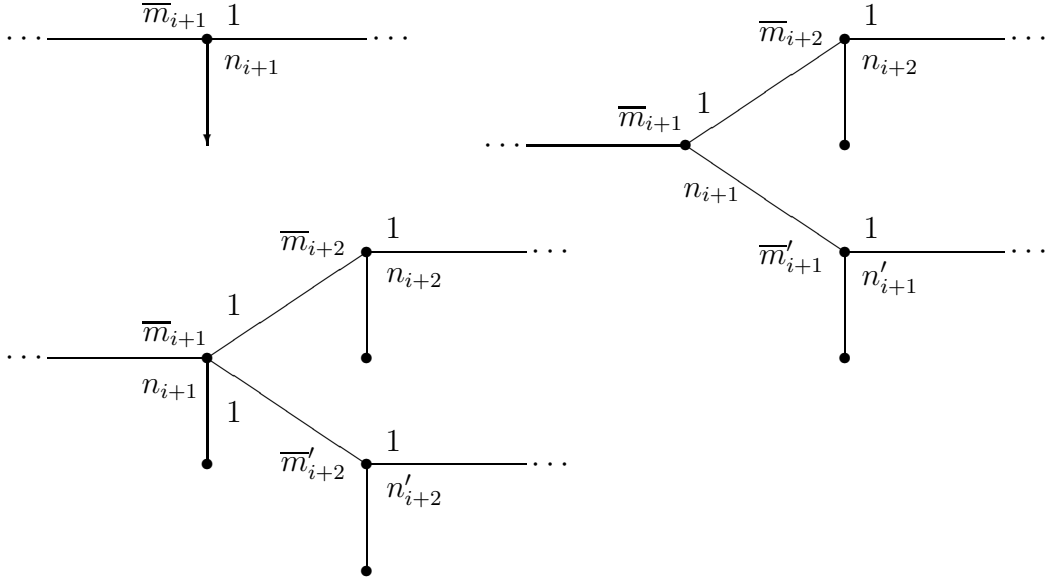 ··· m̅_{i+1} 1 ···
n_{i+1}
m̅_{i+2} 1 ···
n_{i+2}
··· m̅_{i+1} 1
n_{i+1}
m̅′_{i+1} 1 ···
n′_{i+1}
m̅_{i+2} 1 ···
n_{i+2}
··· m̅_{i+1} 1
n_{i+1} 1
m̅′_{i+2} 1 ···
n′_{i+2}